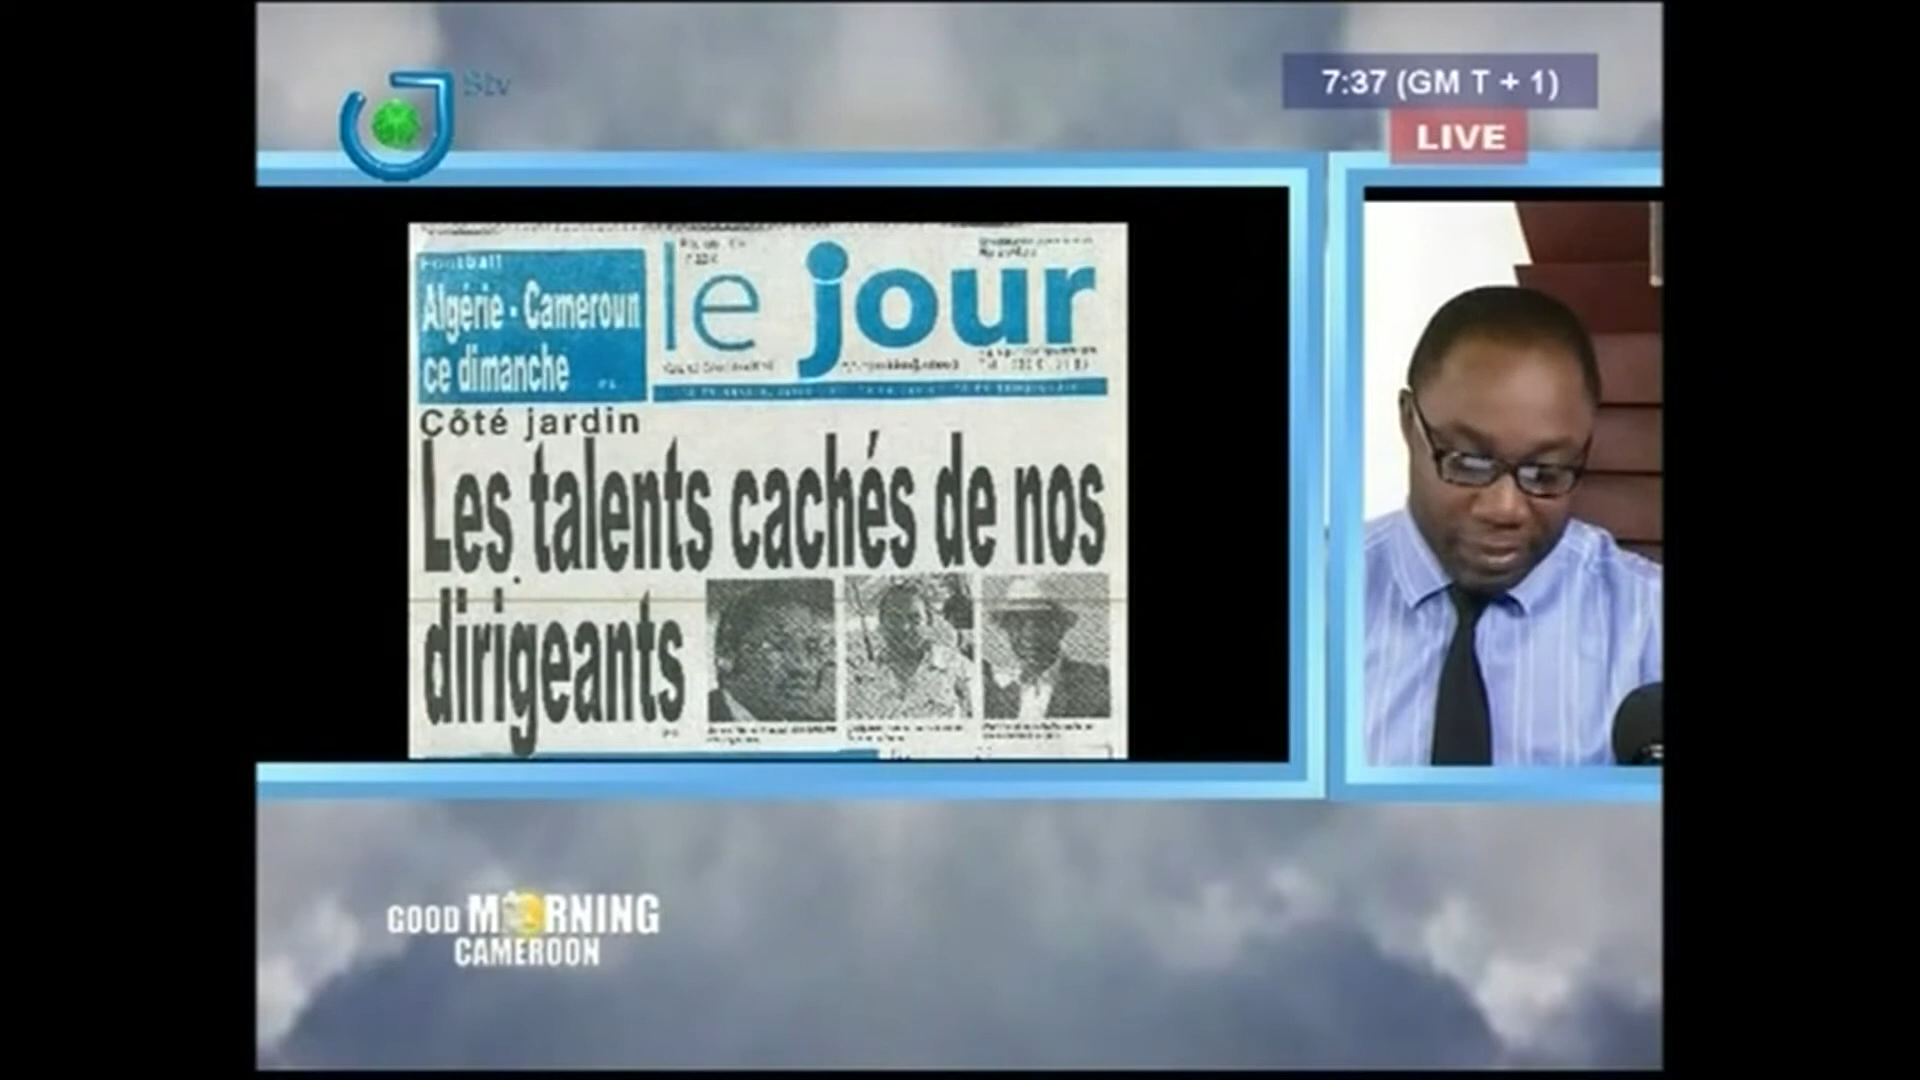 Stv
7:37 (GM T + 1)
LIVE
Football
Algérie - Cameroun
ce dimanche
le jour
Côté jardin
Les talents cachés de nos
dirigeants
GOOD MORNING
CAMEROON